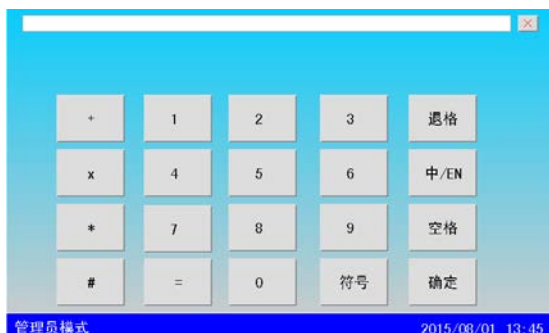 + 1 2 3 退格
x 4 5 6 中/EN
* 7 8 9 空格
# = 0 符号 确定
管理员模式 2015/08/01 13:45